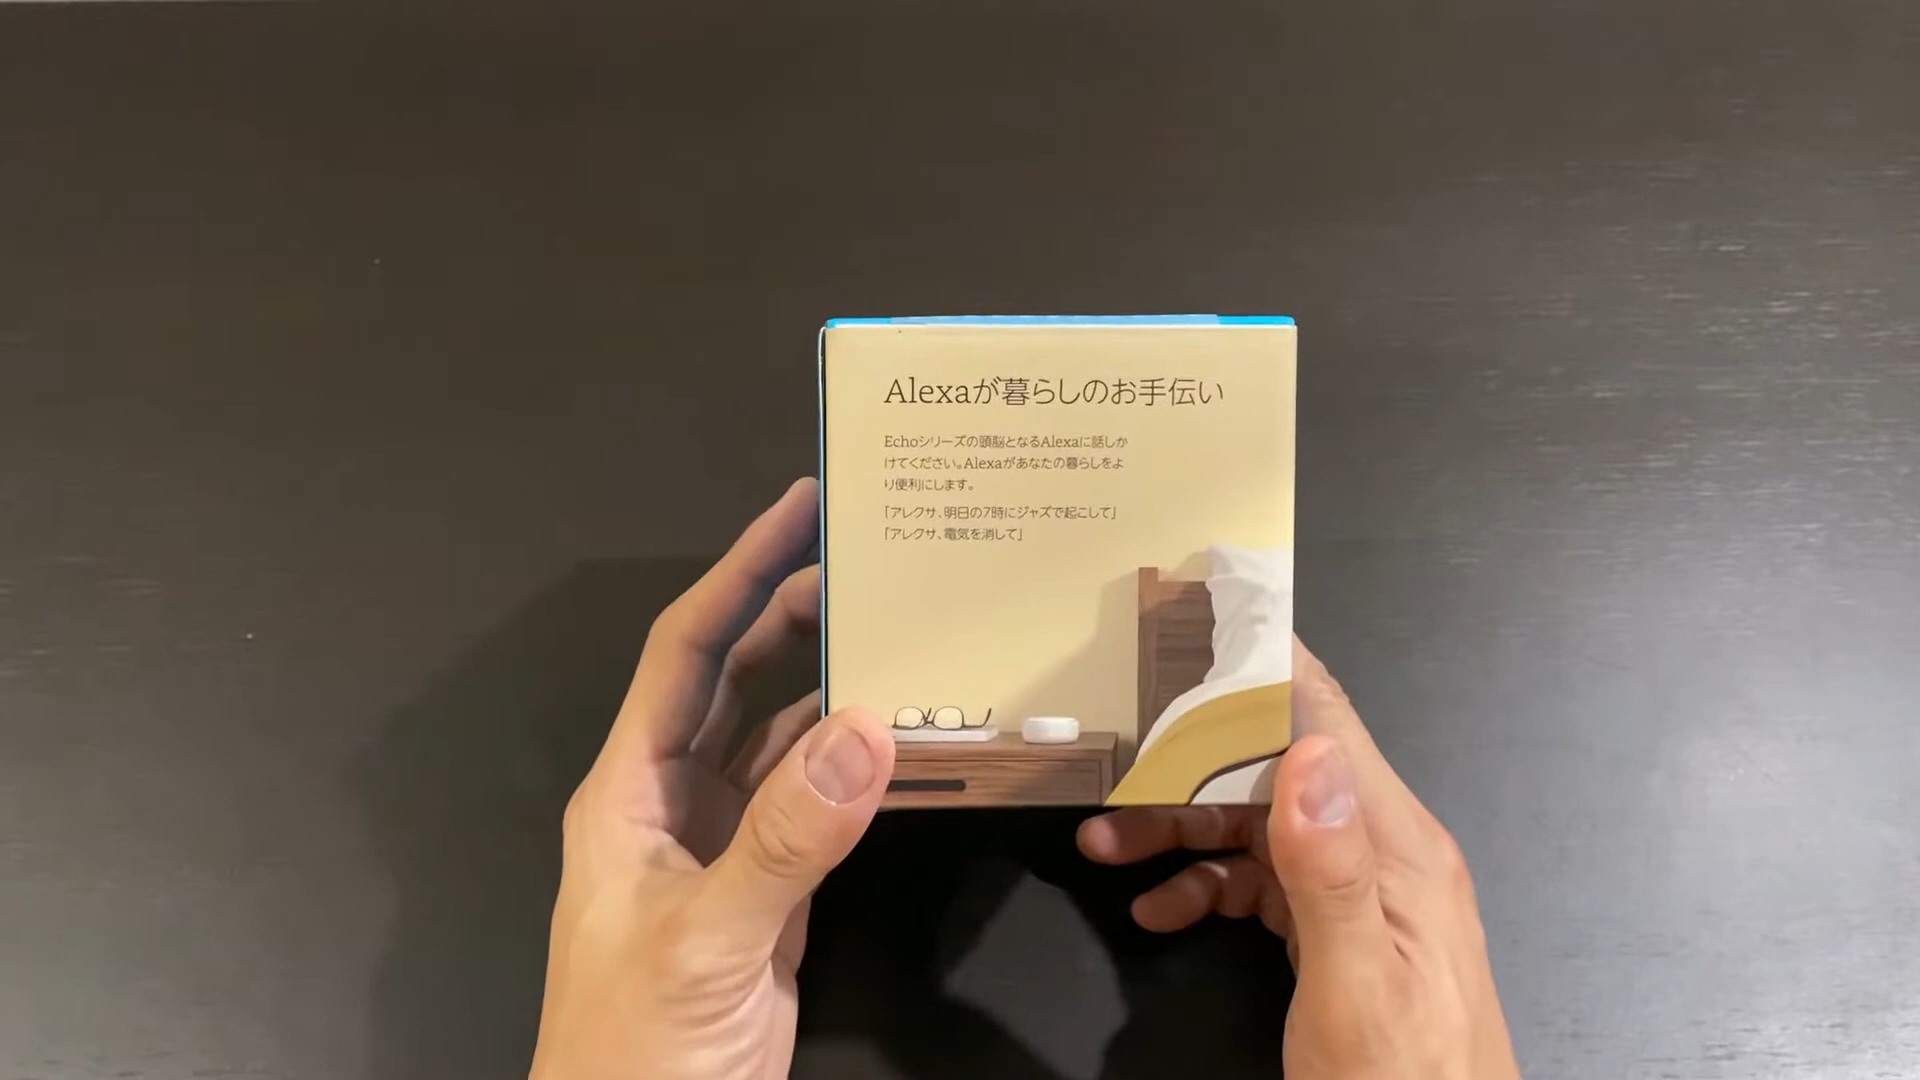 Alexaが暮らしのお手伝い
Echoシリーズの頭脳となるAlexaに話しか
けてください。Alexaがあなたの暮らしをよ
り便利にします。
「アレクサ、明日の7時にジャズで起こして」
「アレクサ、電気を消して」